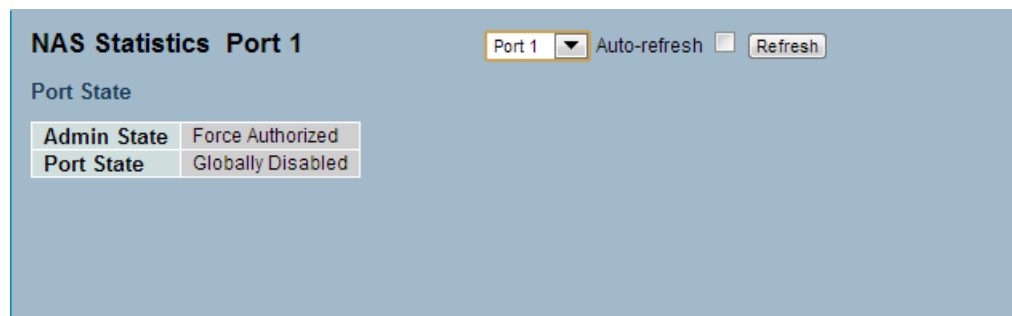 NAS Statistics Port 1
Port 1 Auto-refresh Refresh
Port State
Admin State Force Authorized
Port State Globally Disabled